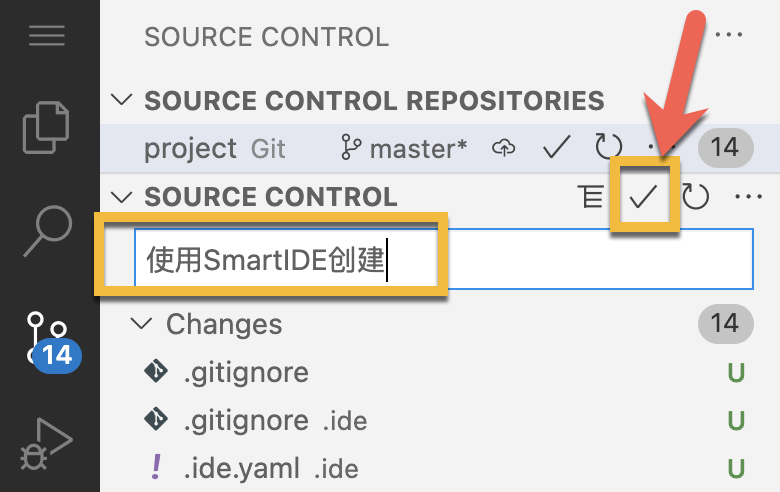 SOURCE CONTROL
SOURCE CONTROL REPOSITORIES
project Git master* 14
SOURCE CONTROL
使用SmartIDE创建
Changes 14
14
.gitignore U
.gitignore .ide U
.ide.yaml .ide U